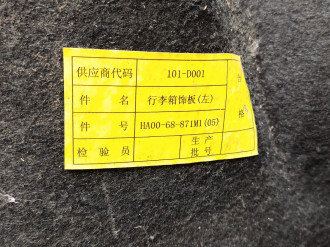 供应商代码 101-D001
件 名 行李箱饰板(左)
件 号 HA00-68-871M1(05)
检 验 员 生 产 批 号
格